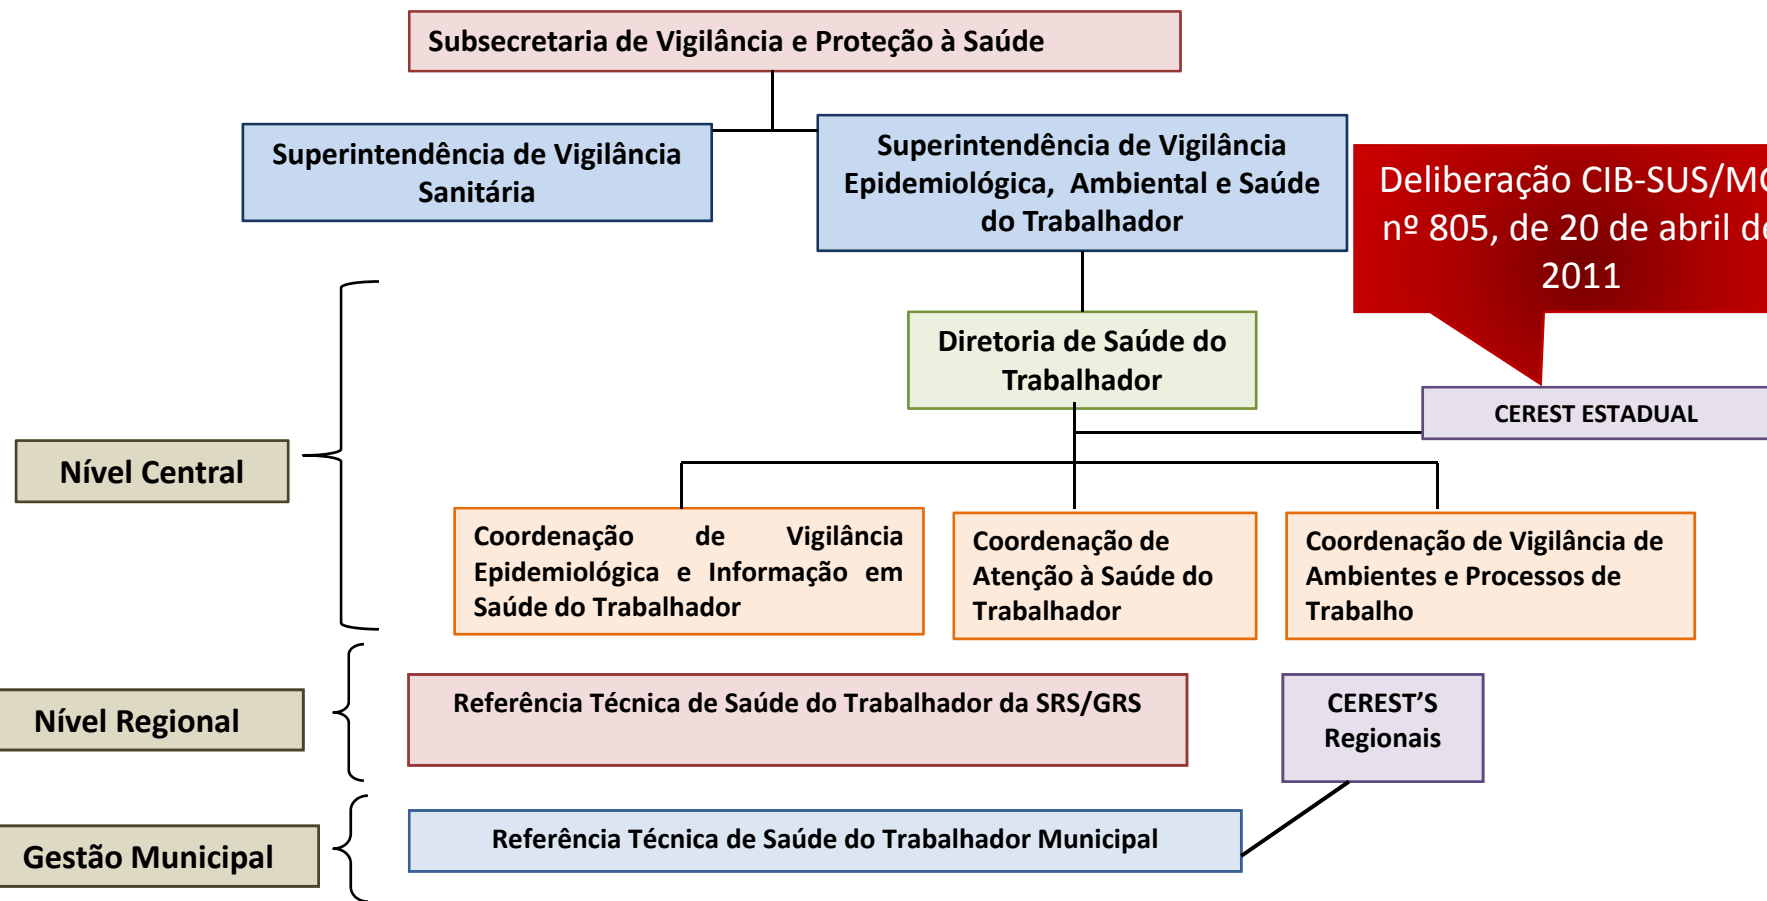 Subsecretaria de Vigilância e Proteção à Saúde
Superintendência de Vigilância
Sanitária
Superintendência de Vigilância
Epidemiológica, Ambiental e Saúde
do Trabalhador
Deliberação CIB-SUS/MG
nº 805, de 20 de abril de
2011
Diretoria de Saúde do
Trabalhador
CEREST ESTADUAL
Nível Central
Coordenação de Vigilância
Epidemiológica e Informação em
Saúde do Trabalhador
Coordenação de
Atenção à Saúde do
Trabalhador
Coordenação de Vigilância de
Ambientes e Processos de
Trabalho
Nível Regional
Referência Técnica de Saúde do Trabalhador da SRS/GRS
CEREST’S
Regionais
Gestão Municipal
Referência Técnica de Saúde do Trabalhador Municipal